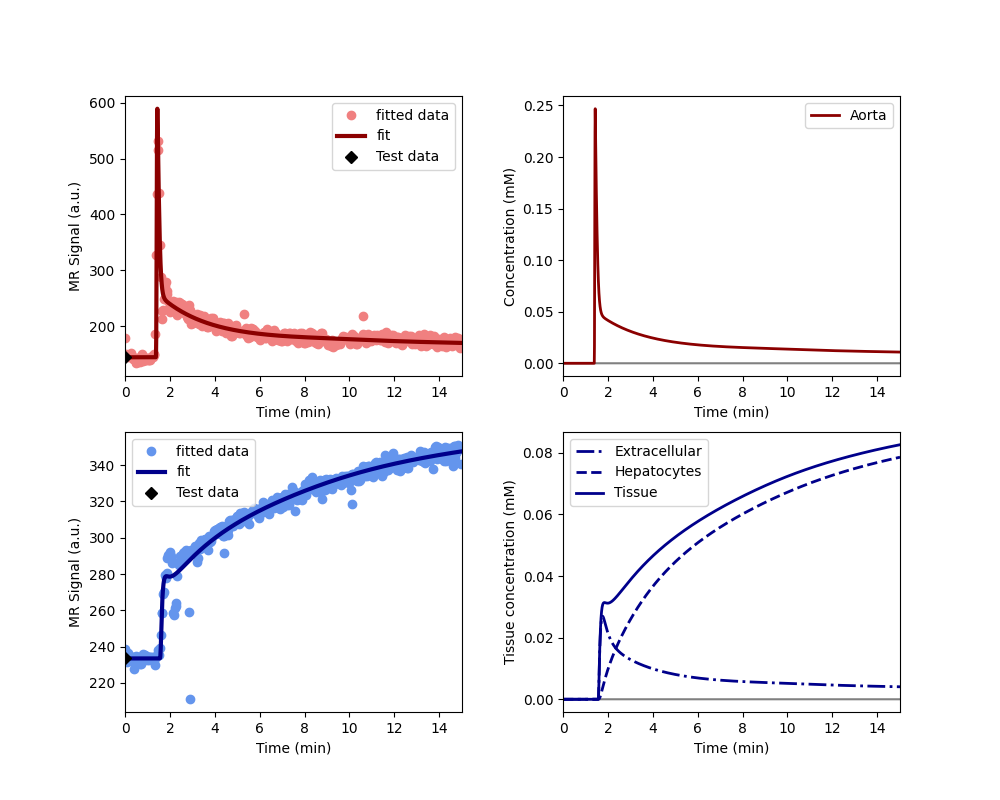 600
500
400
300
200
MR Signal (a.u.)
fitted data
fit
Test data
0 2 4 6 8 10 12 14
Time (min)
0.25
0.20
0.15
0.10
0.05
0.00
Concentration (mM)
Aorta
0 2 4 6 8 10 12 14
Time (min)
340
320
300
280
260
240
220
MR Signal (a.u.)
fitted data
fit
Test data
0 2 4 6 8 10 12 14
Time (min)
0.08
0.06
0.04
0.02
0.00
Tissue concentration (mM)
Extracellular
Hepatocytes
Tissue
0 2 4 6 8 10 12 14
Time (min)